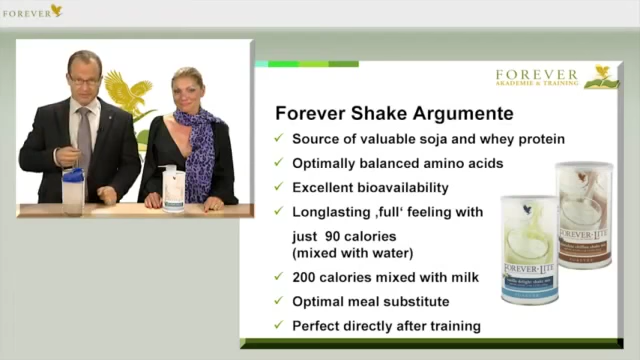 FOREVER
FOREVER
AKADEMIE & TRAINING
Forever Shake Argumente
✓ Source of valuable soja and whey protein
✓ Optimally balanced amino acids
✓ Excellent bioavailability
✓ Longlasting ‚full‘ feeling with
just 90 calories
(mixed with water)
✓ 200 calories mixed with milk
✓ Optimal meal substitute
✓ Perfect directly after training
FOREVER LITE
FOREVER LITE